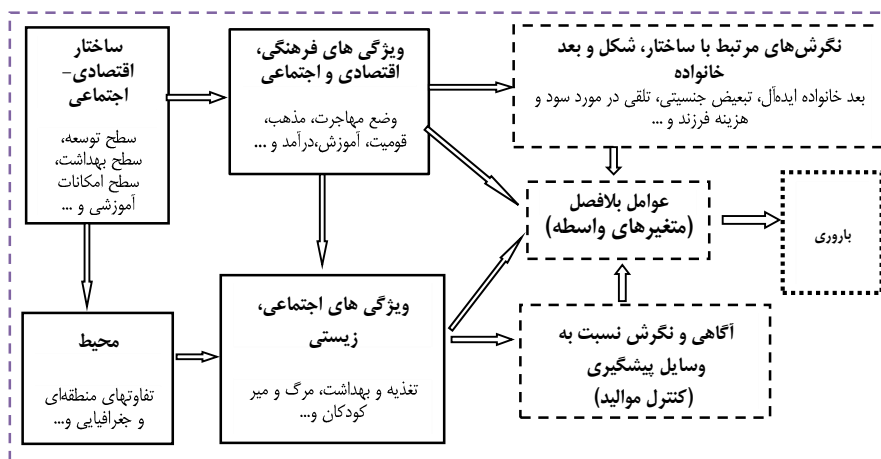 ساختار
اقتصادی–
اجتماعی
سطح توسعه،
سطح بهداشت،
سطح امکانات
آموزشی و ...
ویژگی های فرهنگی،
اقتصادی و اجتماعی
وضع مهاجرت، مذهب،
قومیت، آموزش،درآمد و ...
نگرش‌های مرتبط با ساختار، شکل و بعد
خانواده
بعد خانواده ایده‌آل، تبعیض جنسیتی، تلقی در مورد سود و
هزینه فرزند و ...
عوامل بلافصل
(متغیرهای واسطه)
باروری
محیط
تفاوتهای منطقه‌ای
و جغرافیایی و...
ویژگی های اجتماعی،
زیستی
تغذیه و بهداشت، مرگ و میر
کودکان و...
آگاهی و نگرش نسبت به
وسایل پیشگیری
(کنترل موالید)